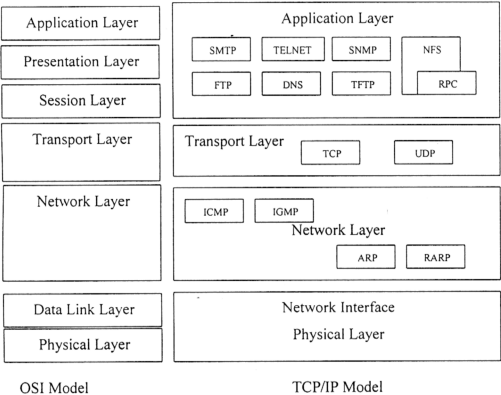 Application Layer
Presentation Layer
Session Layer
Transport Layer
Network Layer
Data Link Layer
Physical Layer
OSI Model
Application Layer
SMTP TELNET SNMP NFS
FTP DNS TFTP RPC
Transport Layer
TCP UDP
ICMP IGMP
Network Layer
ARP RARP
Network Interface
Physical Layer
TCP/IP Model